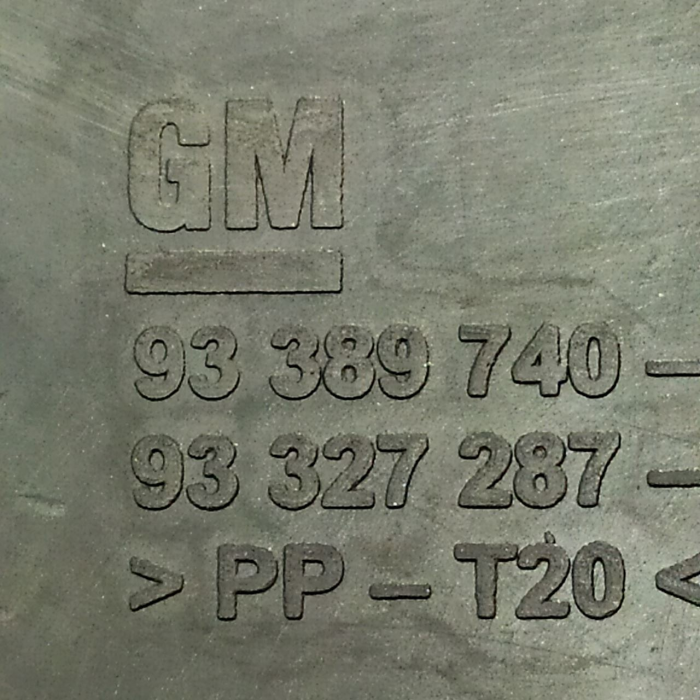 GM
93 389 740 –
93 327 287 –
> PP – T20 <